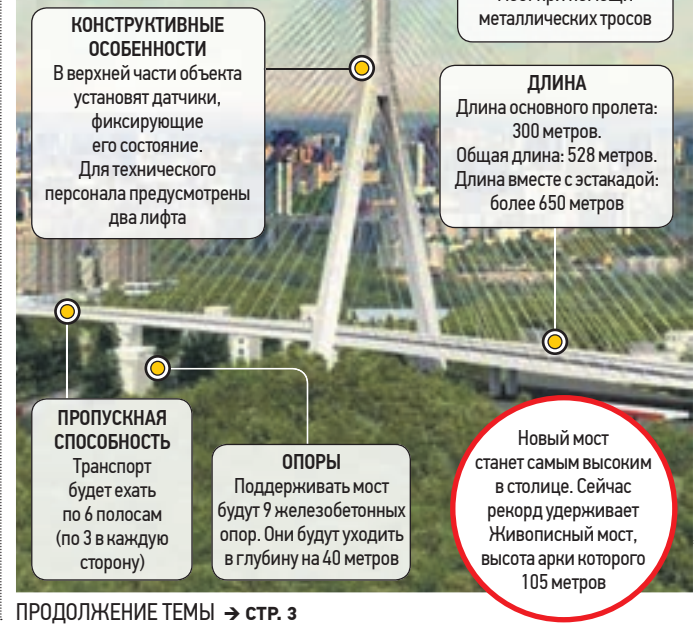 металлических тросов
КОНСТРУКТИВНЫЕ
ОСОБЕННОСТИ
В верхней части объекта
установят датчики,
фиксирующие
его состояние.
Для технического
персонала предусмотрены
два лифта
ДЛИНА
Длина основного пролета:
300 метров.
Общая длина: 528 метров.
Длина вместе с эстакадой:
более 650 метров
ПРОПУСКНАЯ
СПОСОБНОСТЬ
Транспорт
будет ехать
по 6 полосам
(по 3 в каждую
сторону)
ОПОРЫ
Поддерживать мост
будут 9 железобетонных
опор. Они будут уходить
в глубину на 40 метров
Новый мост
станет самым высоким
в столице. Сейчас
рекорд удерживает
Живописный мост,
высота арки которого
105 метров
ПРОДОЛЖЕНИЕ ТЕМЫ → СТР. 3